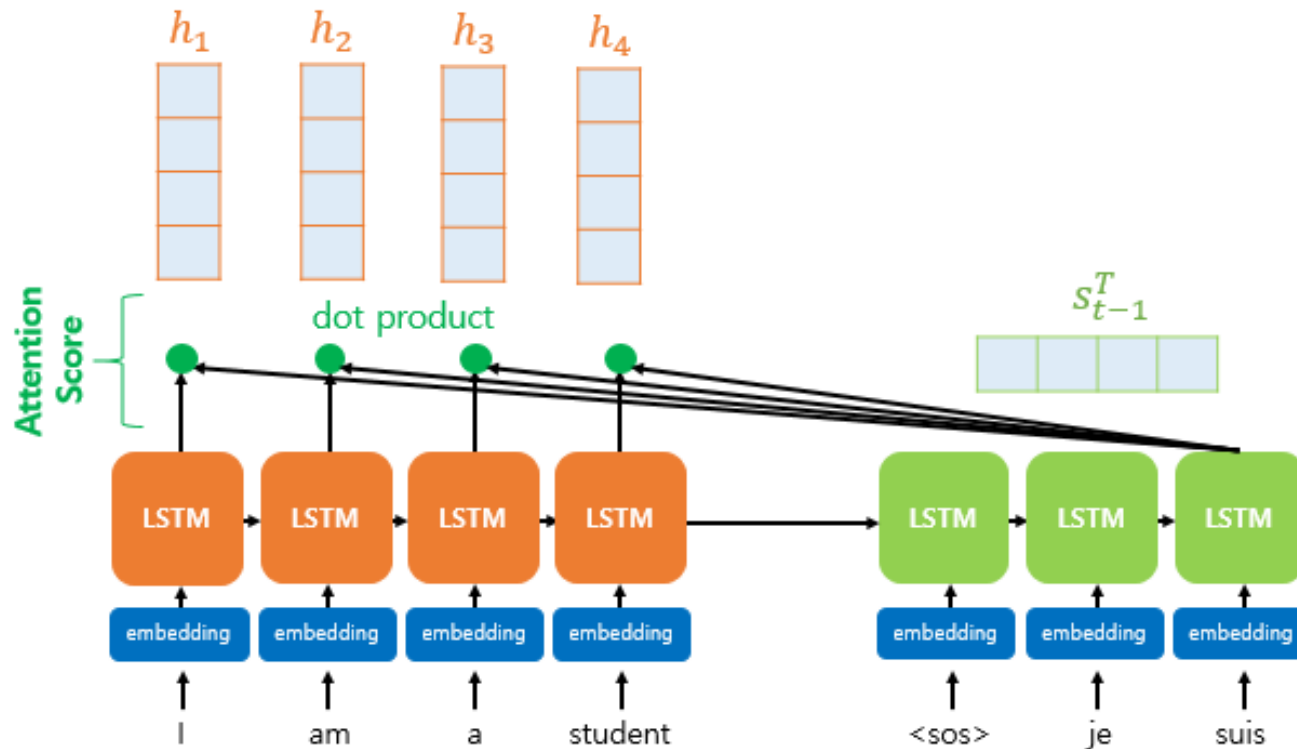 h₁ h₂ h₃ h₄
Attention
Score
dot product
s_{t−1}^T
LSTM LSTM LSTM LSTM LSTM LSTM LSTM
embedding embedding embedding embedding embedding embedding embedding
I am a student <sos> je suis